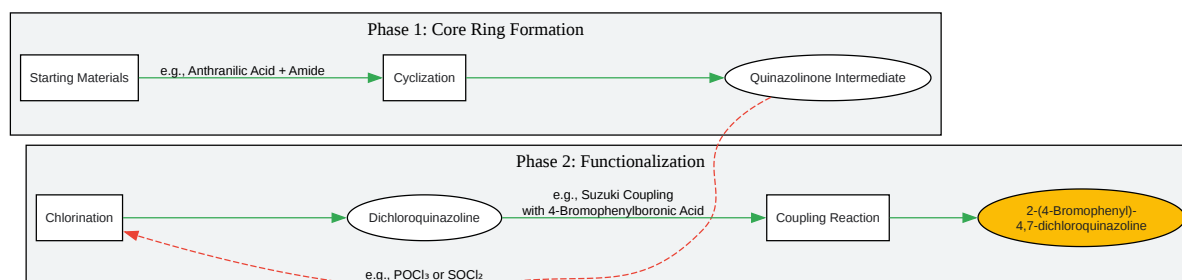 Phase 1: Core Ring Formation
Starting Materials
e.g., Anthranilic Acid + Amide
Cyclization
Quinazolinone Intermediate
Phase 2: Functionalization
Chlorination
Dichloroquinazoline
e.g., Suzuki Coupling
with 4-Bromophenylboronic Acid
Coupling Reaction
2-(4-Bromophenyl)-
4,7-dichloroquinazoline
e.g., POCl₃ or SOCl₂